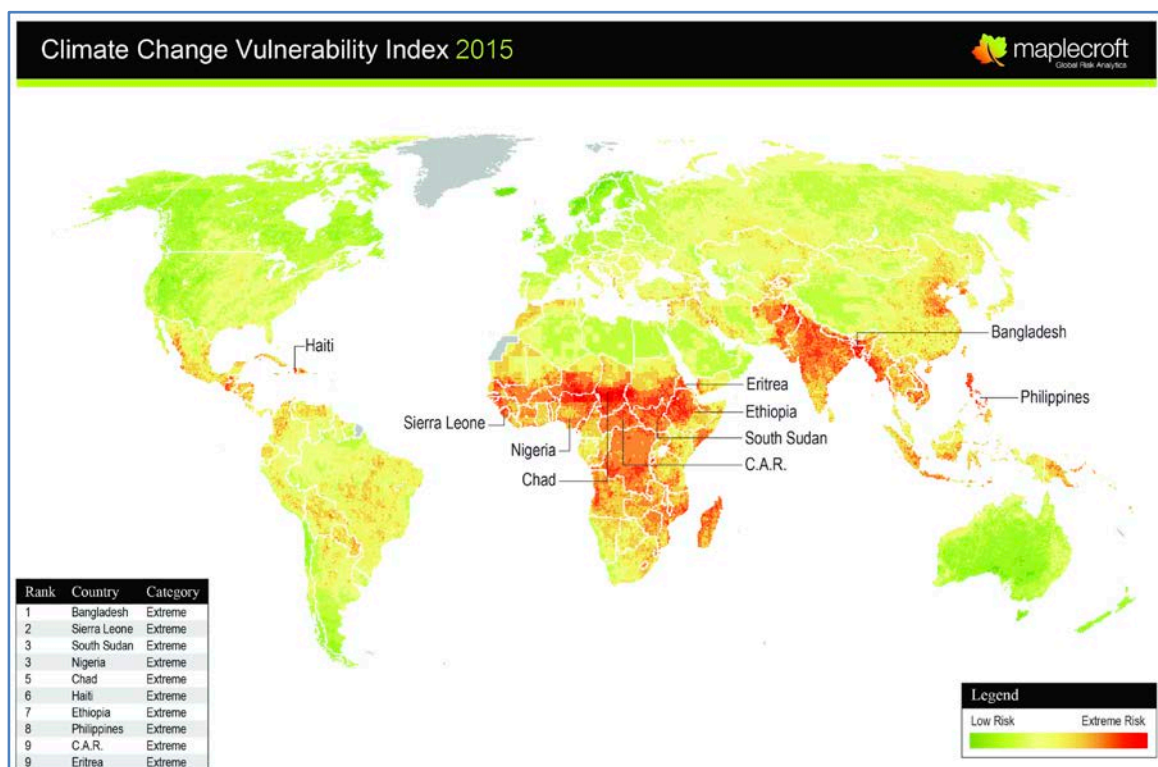 Climate Change Vulnerability Index 2015
maplecroft
Global Risk Analytics
Haiti
Bangladesh
Eritrea
Philippines
Ethiopia
Sierra Leone
South Sudan
Nigeria
C.A.R.
Chad
Rank Country Category
1 Bangladesh Extreme
2 Sierra Leone Extreme
3 South Sudan Extreme
3 Nigeria Extreme
5 Chad Extreme
6 Haiti Extreme
7 Ethiopia Extreme
8 Philippines Extreme
9 C.A.R. Extreme
9 Eritrea Extreme
Legend
Low Risk Extreme Risk